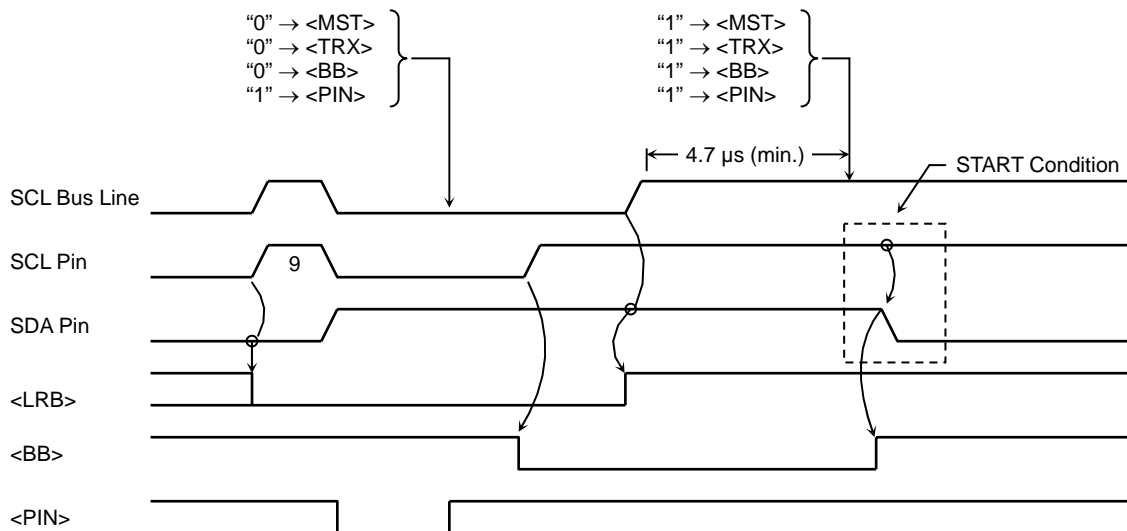 “0” → <MST>
“0” → <TRX>
“0” → <BB>
“1” → <PIN>
“1” → <MST>
“1” → <TRX>
“1” → <BB>
“1” → <PIN>
4.7 μs (min.)
START Condition
SCL Bus Line
SCL Pin
9
SDA Pin
<LRB>
<BB>
<PIN>